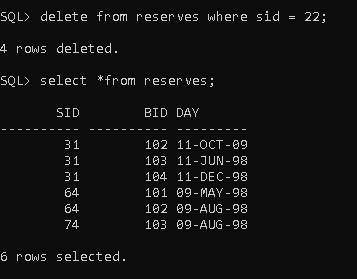 SQL> delete from reserves where sid = 22;
4 rows deleted.
SQL> select *from reserves;
       SID        BID DAY
---------- ---------- ---------
        31        102 11-OCT-09
        31        103 11-JUN-98
        31        104 11-DEC-98
        64        101 09-MAY-98
        64        102 09-AUG-98
        74        103 09-AUG-98
6 rows selected.